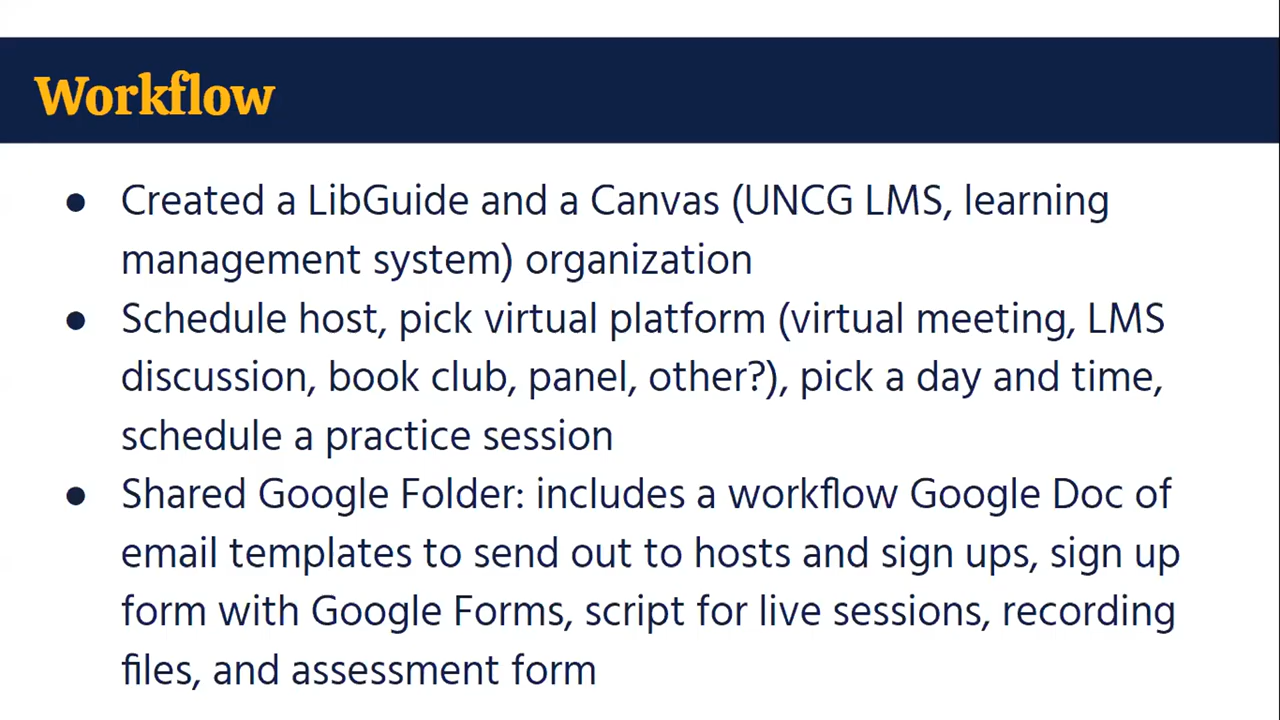 Workflow
● Created a LibGuide and a Canvas (UNCG LMS, learning
management system) organization
● Schedule host, pick virtual platform (virtual meeting, LMS
discussion, book club, panel, other?), pick a day and time,
schedule a practice session
● Shared Google Folder: includes a workflow Google Doc of
email templates to send out to hosts and sign ups, sign up
form with Google Forms, script for live sessions, recording
files, and assessment form